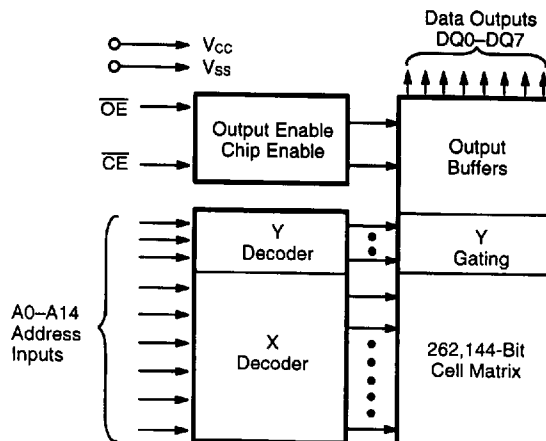 Data Outputs
DQ0–DQ7
VCC
VSS
OE
CE
Output Enable
Chip Enable
Output
Buffers
Y
Decoder
Y
Gating
A0–A14
Address
Inputs
X
Decoder
262,144-Bit
Cell Matrix